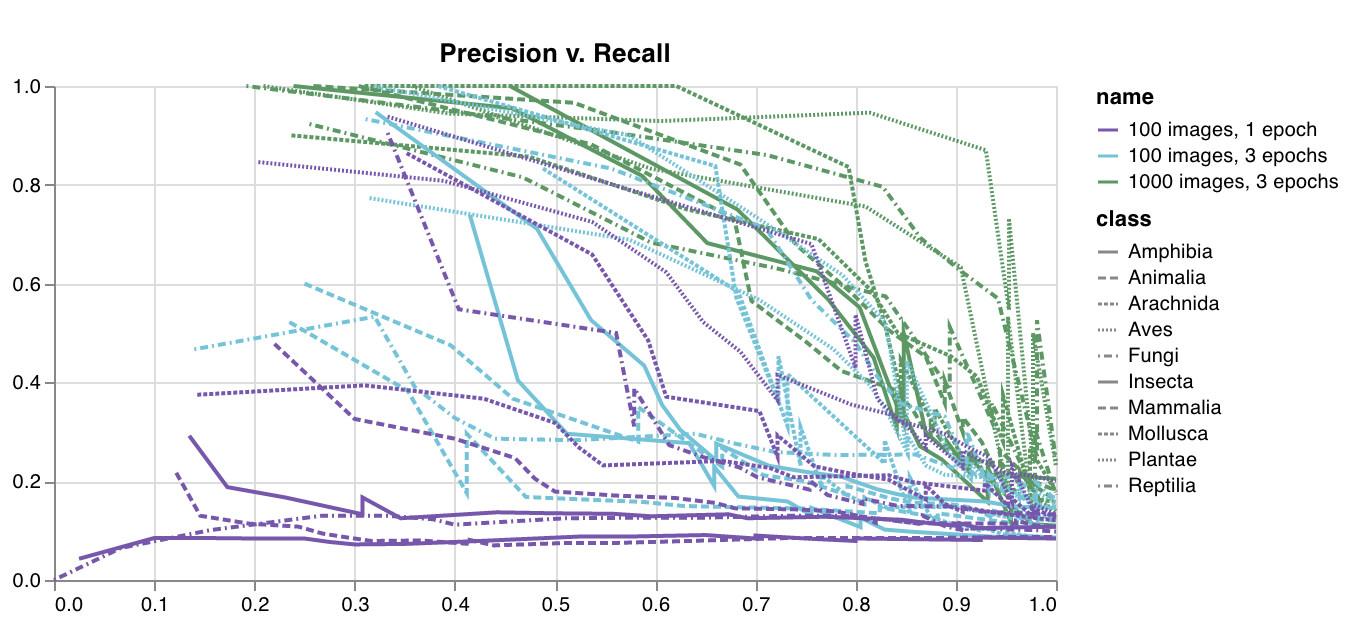 Precision v. Recall
1.0
0.8
0.6
0.4
0.2
0.0
0.0 0.1 0.2 0.3 0.4 0.5 0.6 0.7 0.8 0.9 1.0
name
100 images, 1 epoch
100 images, 3 epochs
1000 images, 3 epochs
class
Amphibia
Animalia
Arachnida
Aves
Fungi
Insecta
Mammalia
Mollusca
Plantae
Reptilia